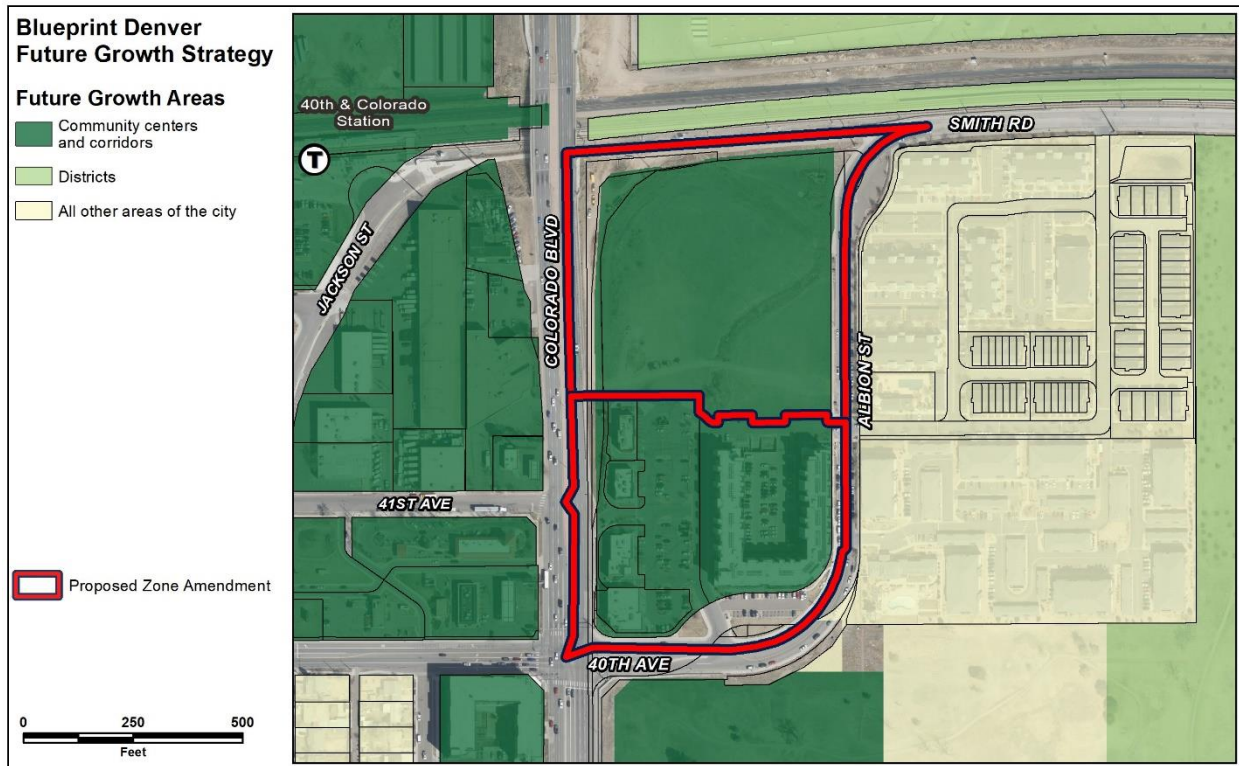 Blueprint Denver
Future Growth Strategy
Future Growth Areas
Community centers
and corridors
Districts
All other areas of the city
Proposed Zone Amendment
0 250 500
Feet
40th & Colorado
Station
T
SMITH RD
JACKSON ST
COLORADO BLVD
ALBION ST
41ST AVE
40TH AVE